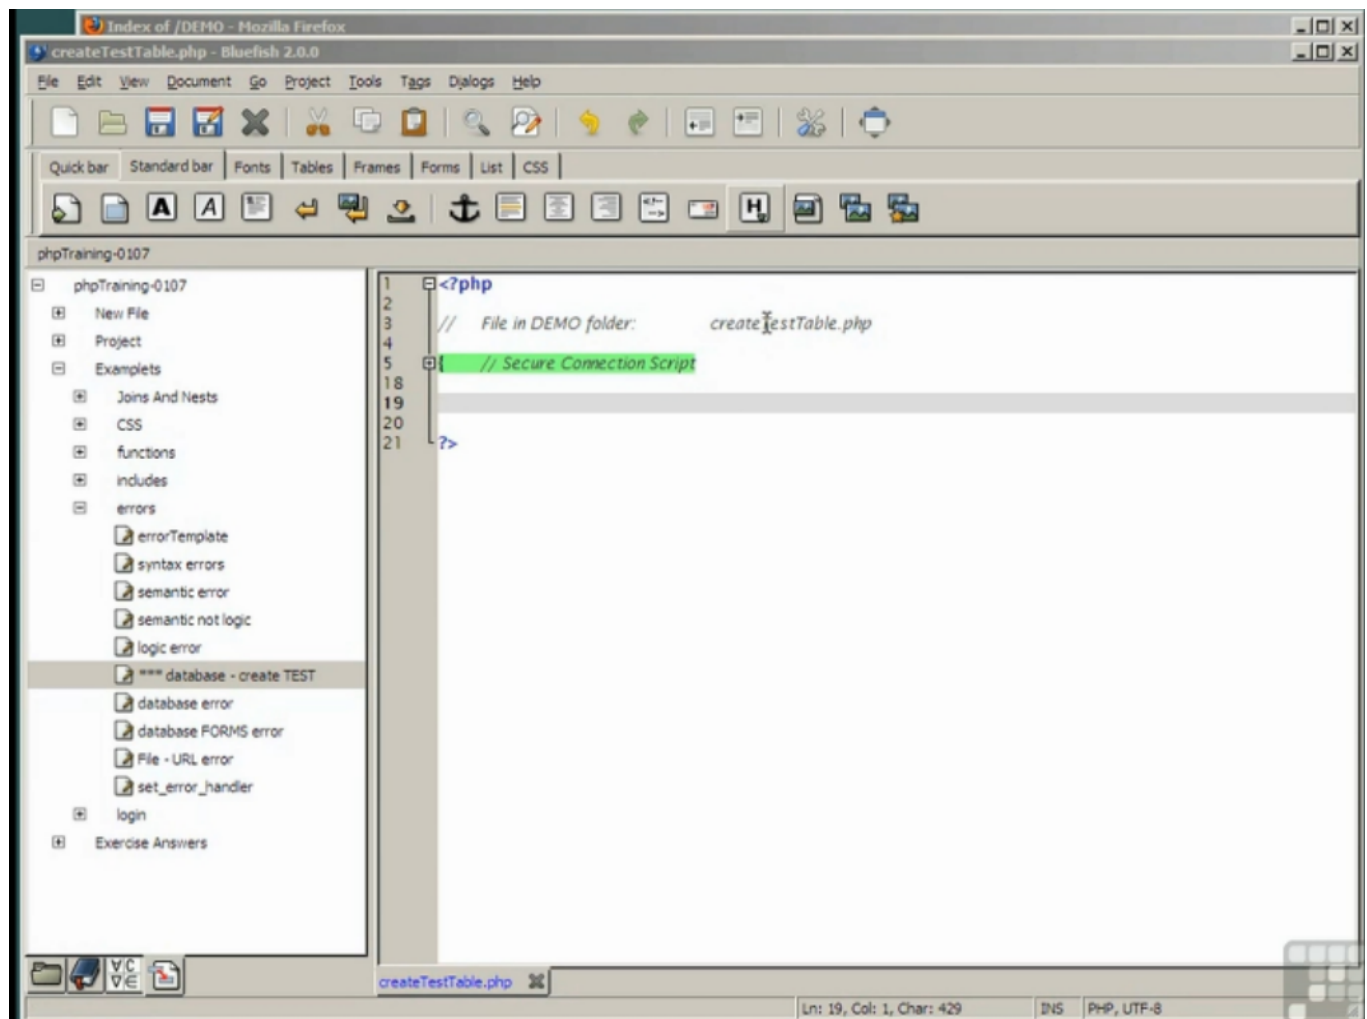 Index of /DEMO - Mozilla Firefox
createTestTable.php - Bluefish 2.0.0
File Edit View Document Go Project Tools Tags Dialogs Help
Quick bar Standard bar Fonts Tables Frames Forms List CSS
phpTraining-0107
phpTraining-0107
New File
Project
Examplets
Joins And Nests
CSS
functions
includes
errors
errorTemplate
syntax errors
semantic error
semantic not logic
logic error
*** database - create TEST
database error
database FORMS error
File - URL error
set_error_handler
login
Exercise Answers
1 <?php
2
3 // File in DEMO folder: createTestTable.php
4
5 { // Secure Connection Script
18
19
20
21 ?>
createTestTable.php
Ln: 19, Col: 1, Char: 429 INS PHP, UTF-8